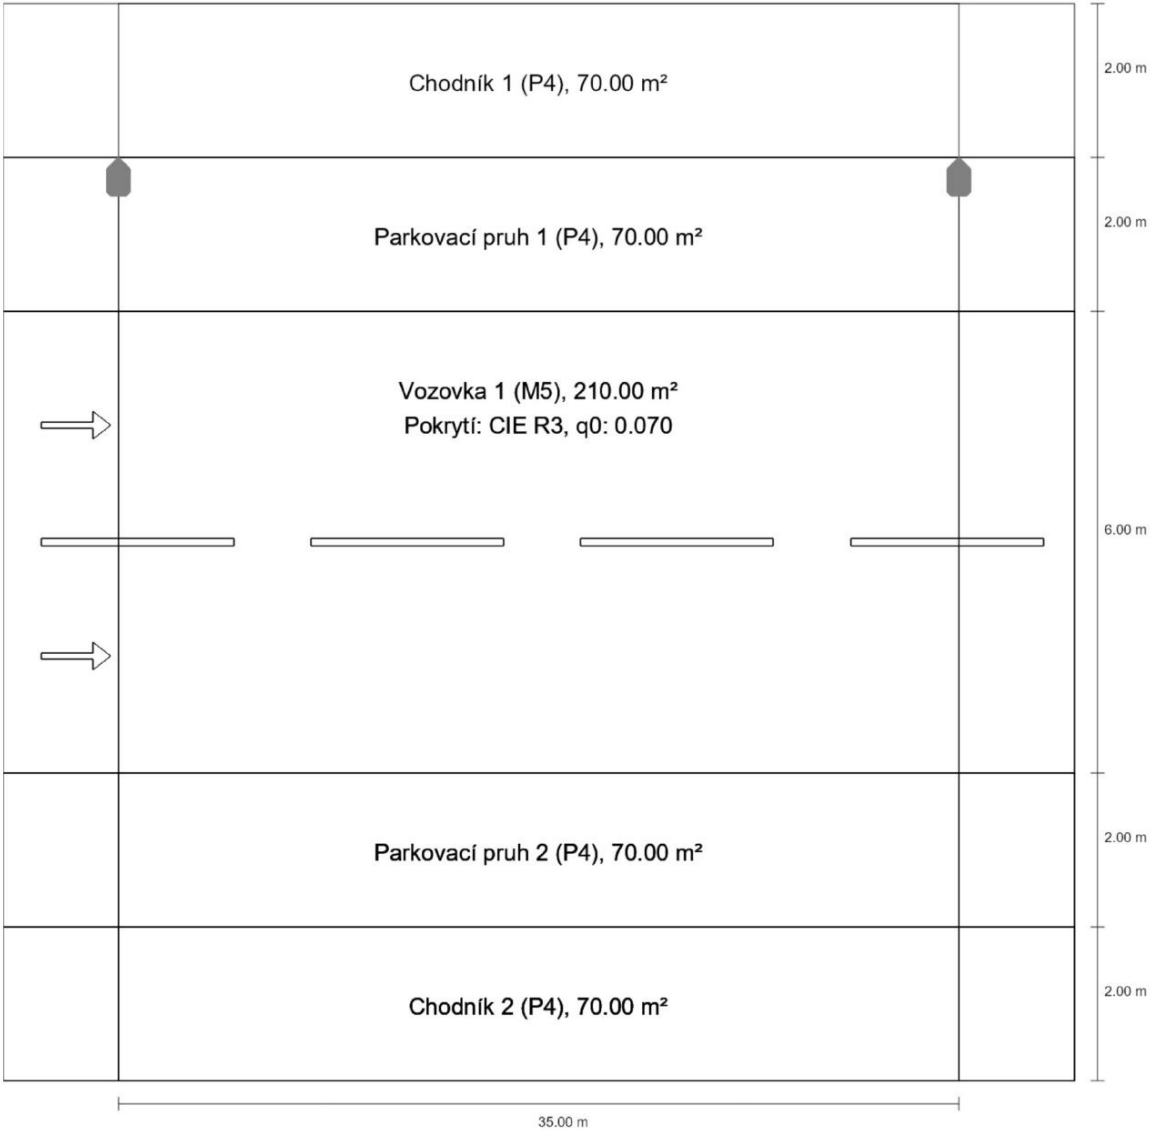 Chodník 1 (P4), 70.00 m²
2.00 m
Parkovací pruh 1 (P4), 70.00 m²
2.00 m
Vozovka 1 (M5), 210.00 m²
Pokrytí: CIE R3, q0: 0.070
6.00 m
Parkovací pruh 2 (P4), 70.00 m²
2.00 m
Chodník 2 (P4), 70.00 m²
2.00 m
35.00 m